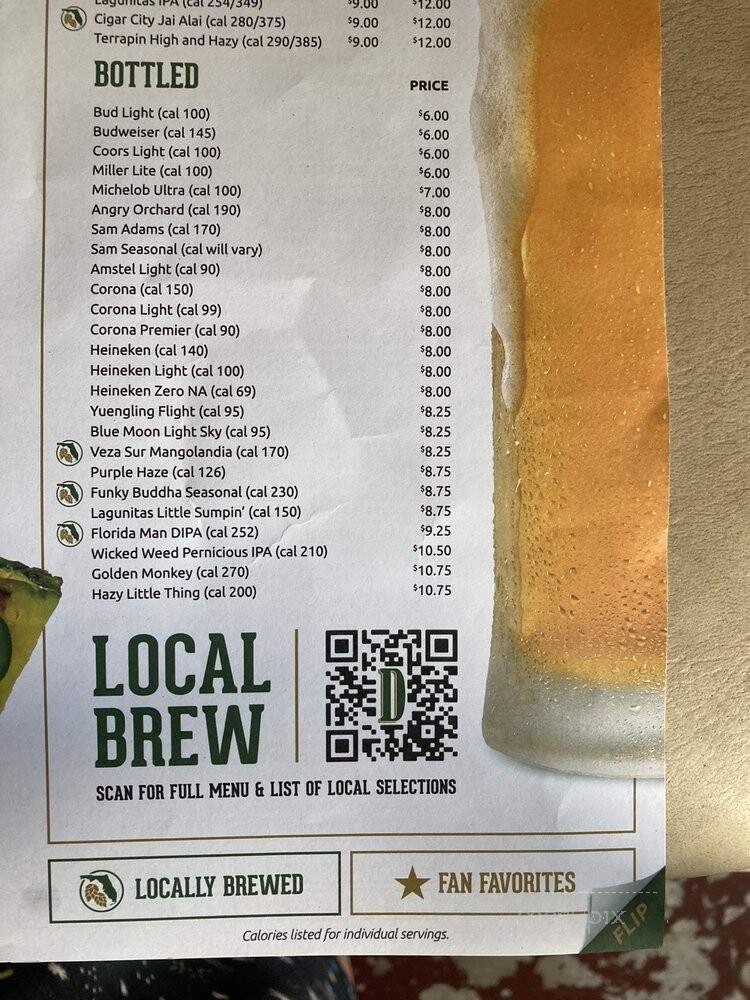 Lagunitas IPA (cal 254/349) $9.00 $12.00
Cigar City Jai Alai (cal 280/375) $9.00 $12.00
Terrapin High and Hazy (cal 290/385) $9.00 $12.00
BOTTLED PRICE
Bud Light (cal 100) $6.00
Budweiser (cal 145) $6.00
Coors Light (cal 100) $6.00
Miller Lite (cal 100) $6.00
Michelob Ultra (cal 100) $7.00
Angry Orchard (cal 190) $8.00
Sam Adams (cal 170) $8.00
Sam Seasonal (cal will vary) $8.00
Amstel Light (cal 90) $8.00
Corona (cal 150) $8.00
Corona Light (cal 99) $8.00
Corona Premier (cal 90) $8.00
Heineken (cal 140) $8.00
Heineken Light (cal 100) $8.00
Heineken Zero NA (cal 69) $8.00
Yuengling Flight (cal 95) $8.25
Blue Moon Light Sky (cal 95) $8.25
Veza Sur Mangolandia (cal 170) $8.25
Purple Haze (cal 126) $8.75
Funky Buddha Seasonal (cal 230) $8.75
Lagunitas Little Sumpin' (cal 150) $8.75
Florida Man DIPA (cal 252) $9.25
Wicked Weed Pernicious IPA (cal 210) $10.50
Golden Monkey (cal 270) $10.75
Hazy Little Thing (cal 200) $10.75
LOCAL
BREW
D
SCAN FOR FULL MENU & LIST OF LOCAL SELECTIONS
LOCALLY BREWED
FAN FAVORITES
FLIP
Calories listed for individual servings.